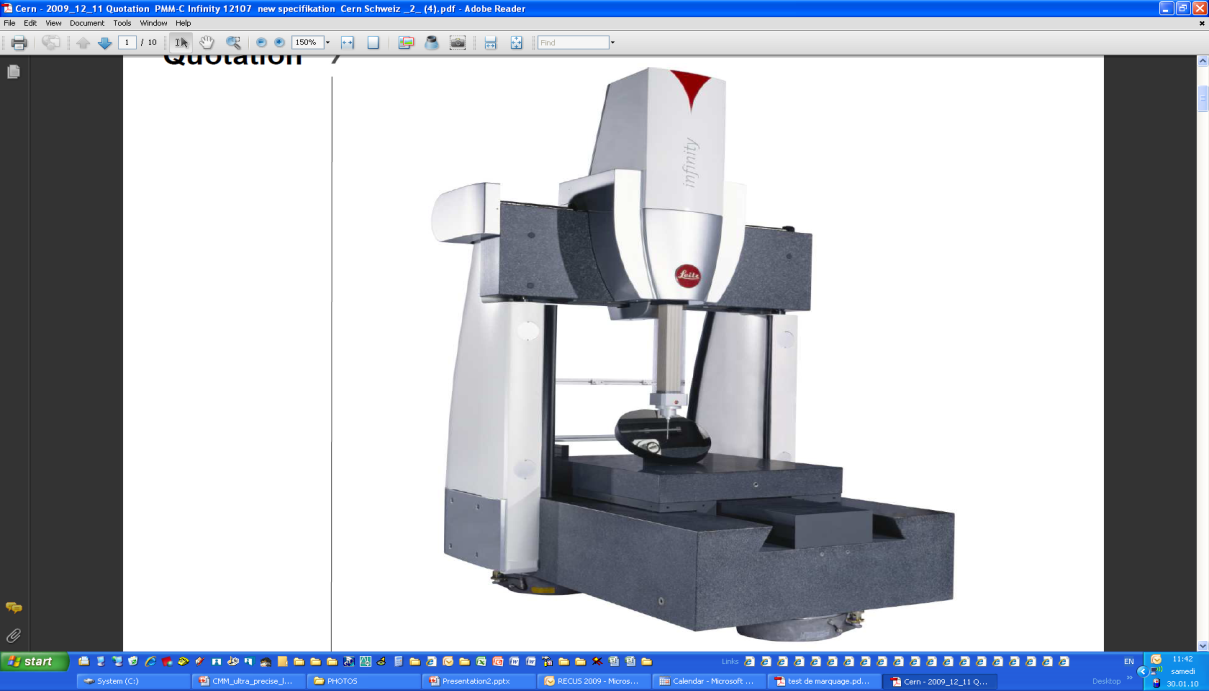 Cern - 2009_12_11 Quotation PMM-C Infinity 12107 new specifikation Cern Schweiz _2_ (4).pdf - Adobe Reader
File Edit View Document Tools Window Help
1 / 10 150% Find
Quotation
infinity
Leitz
start
Links
EN
11:42
System (C:)
CMM_ultra_precise_l...
PHOTOS
Presentation2.pptx
RECUS 2009 - Micros...
Calendar - Microsoft ...
test de marquage.pd...
Cern - 2009_12_11 Q...
Desktop
samedi
30.01.10